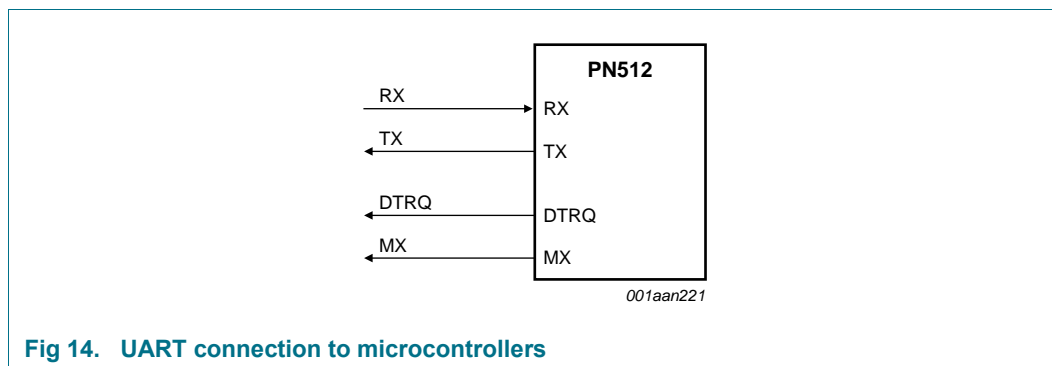 PN512
RX RX
TX TX
DTRQ DTRQ
MX MX
001aan221
Fig 14. UART connection to microcontrollers